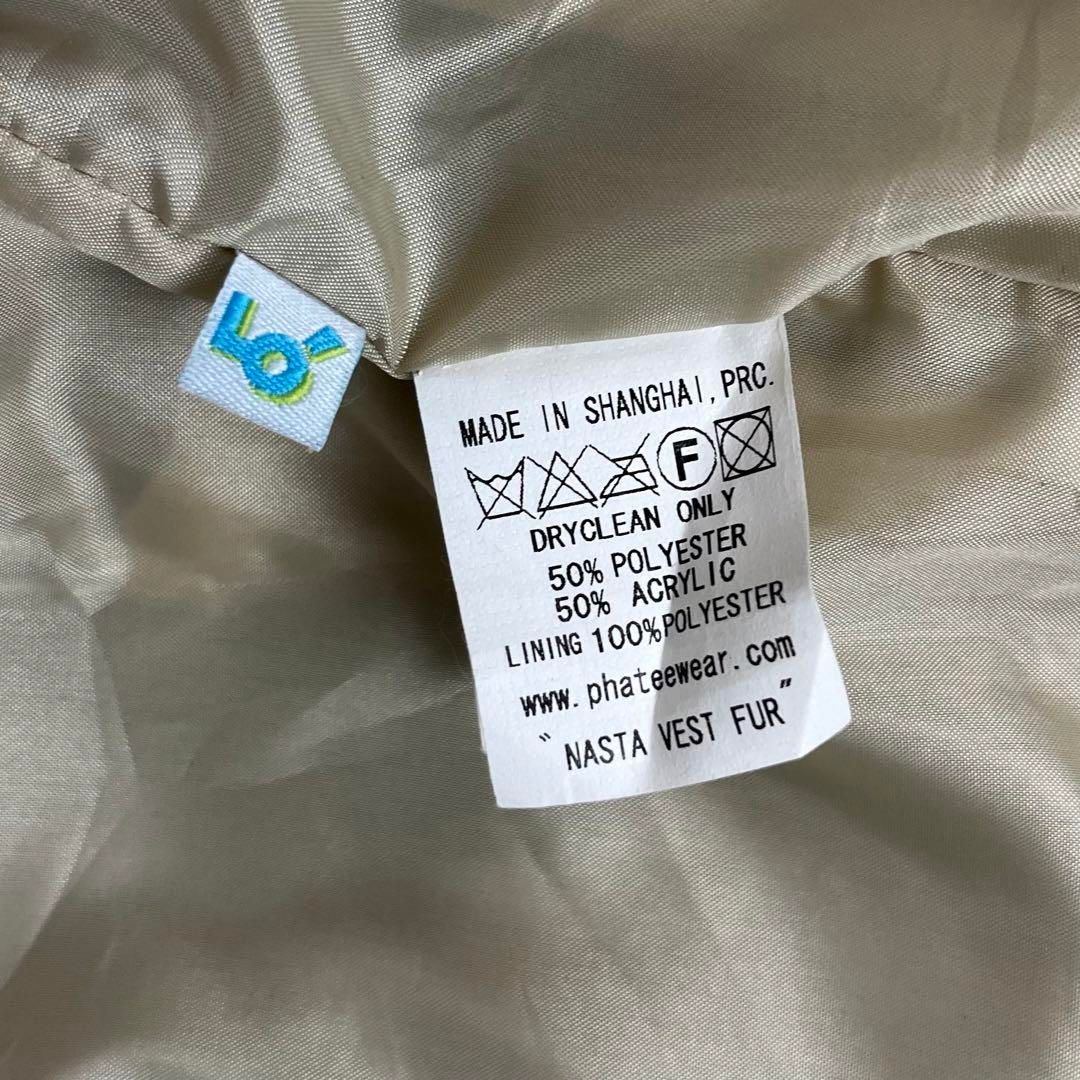 MADE IN SHANGHAI, PRC.
F
DRYCLEAN ONLY
50% POLYESTER
50% ACRYLIC
LINING 100%POLYESTER
www.phateewear.com
〝NASTA VEST FUR〞